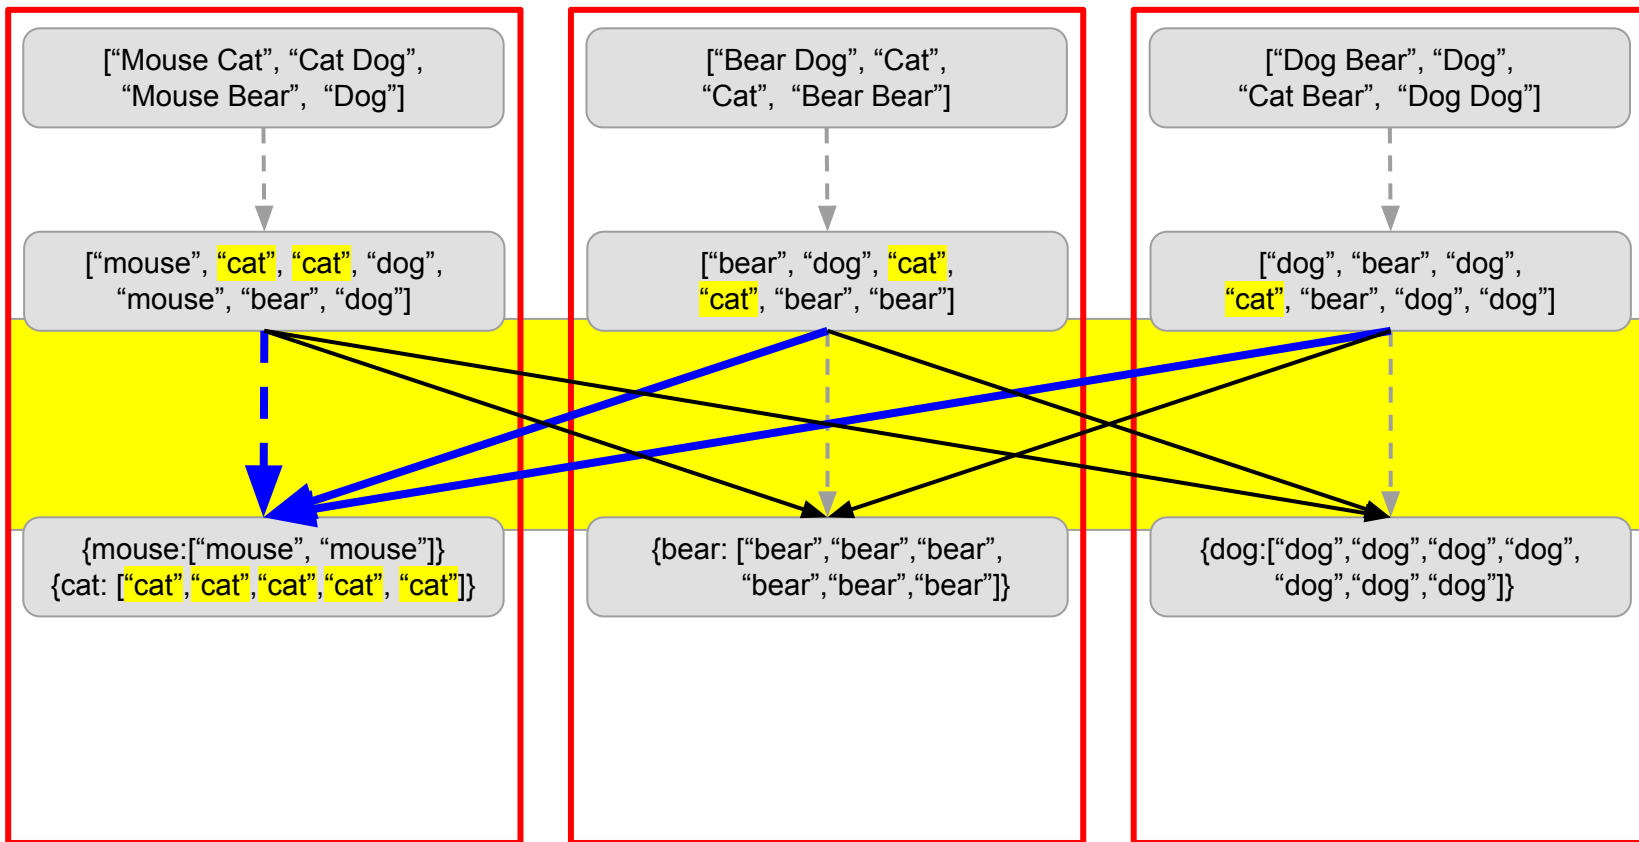 [“Mouse Cat”, “Cat Dog”,
“Mouse Bear”,  “Dog”]
[“Bear Dog”, “Cat”,
“Cat”,  “Bear Bear”]
[“Dog Bear”, “Dog”,
“Cat Bear”,  “Dog Dog”]
[“mouse”, “cat”, “cat”, “dog”,
“mouse”, “bear”, “dog”]
[“bear”, “dog”, “cat”,
“cat”, “bear”, “bear”]
[“dog”, “bear”, “dog”,
“cat”, “bear”, “dog”, “dog”]
{mouse:[“mouse”, “mouse”]}
{cat: [“cat”,“cat”,“cat”,“cat”, “cat”]}
{bear: [“bear”,“bear”,“bear”,
“bear”,“bear”,“bear”]}
{dog:[“dog”,“dog”,“dog”,“dog”,
“dog”,“dog”,“dog”]}